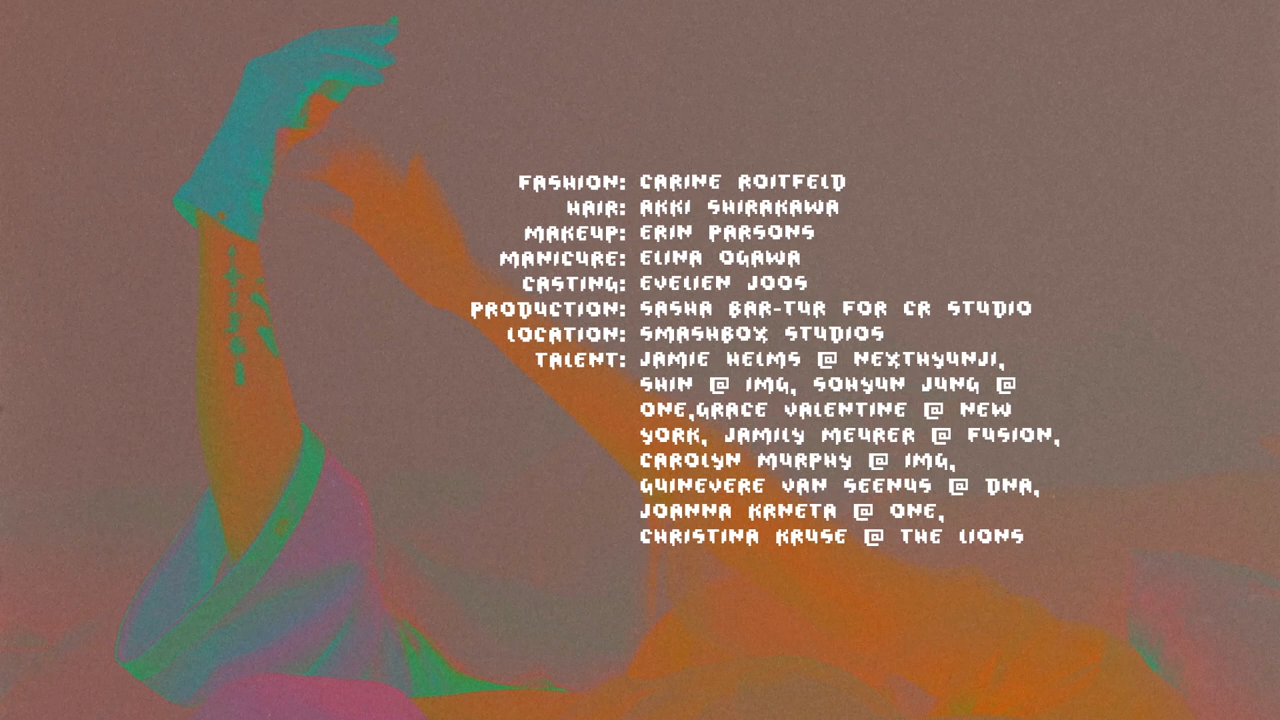 FASHION: CARINE ROITFELD
HAIR: AKKI SHIRAKAWA
MAKEUP: ERIN PARSONS
MANICURE: ELINA OGAWA
CASTING: EVELIEN JOOS
PRODUCTION: SASHA BAR-TUR FOR CR STUDIO
LOCATION: SMASHBOX STUDIOS
TALENT: JAMIE HELMS @ NEXTHYUNJI,
SHIN @ IMG, SOHYUN JUNG @
ONE,GRACE VALENTINE @ NEW
YORK, JAMILY MEURER @ FUSION,
CAROLYN MURPHY @ IMG,
GUINEVERE VAN SEENUS @ DNA,
JOANNA KRNETA @ ONE,
CHRISTINA KRUSE @ THE LIONS